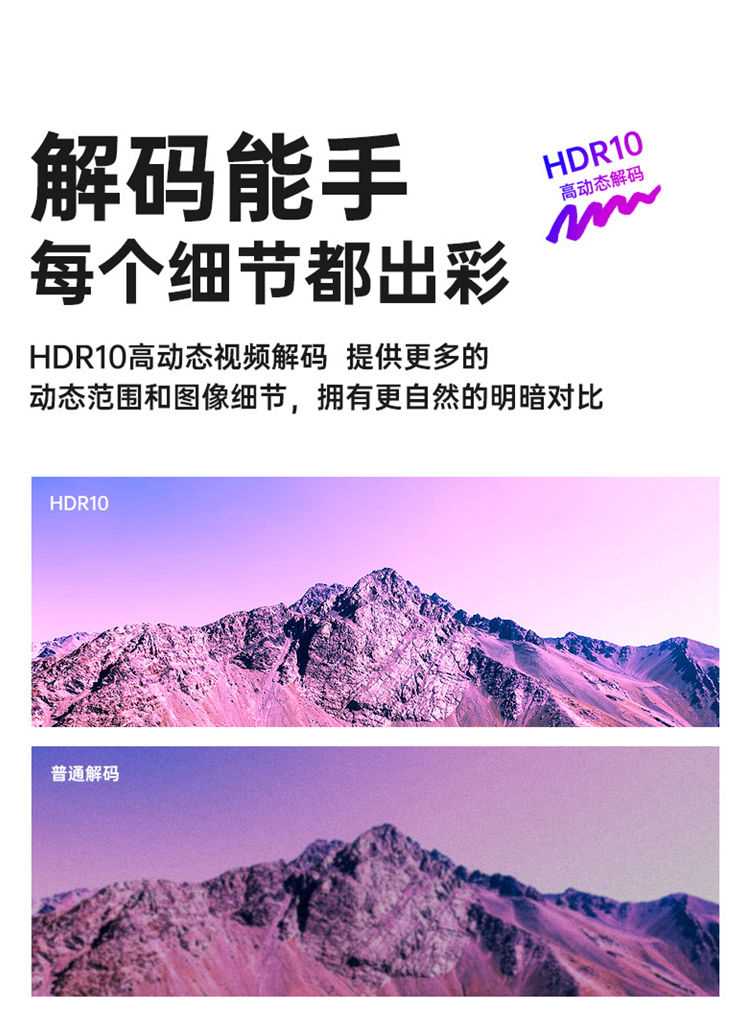 解码能手
HDR10
高动态解码
每个细节都出彩
HDR10高动态视频解码 提供更多的
动态范围和图像细节，拥有更自然的明暗对比
HDR10
普通解码